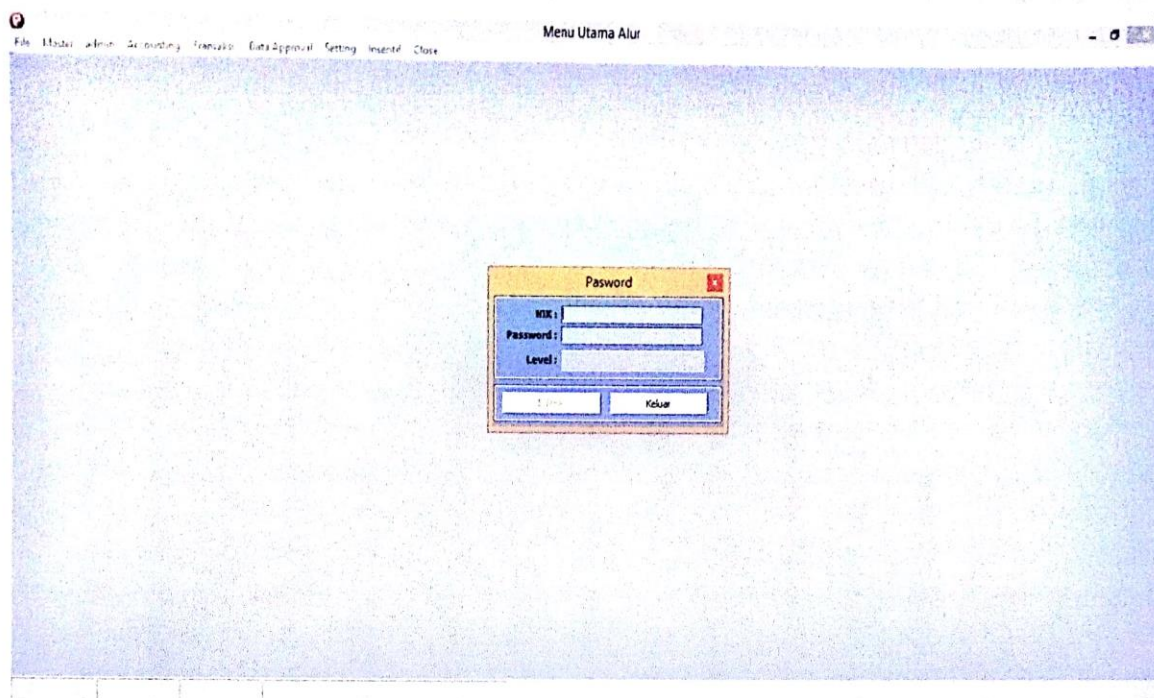 Menu Utama Alur
File Master admin Accounting Transaksi Data Approval Setting Insentif Close
Pasword
NIK :
Password :
Level :
Keluar